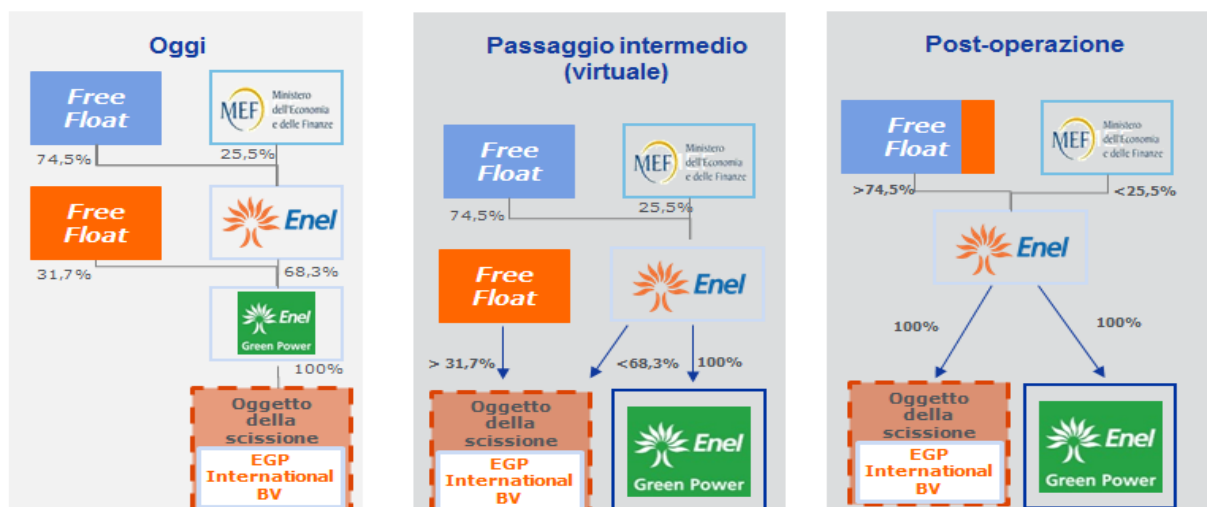 Oggi
Free
Float
MEF
Ministero
dell'Economia
e delle Finanze
74,5%
25,5%
Free
Float
Enel
31,7%
68,3%
Enel
Green Power
100%
Oggetto
della
scissione
EGP
International
BV
Passaggio intermedio
(virtuale)
Free
Float
MEF
Ministero
dell'Economia
e delle Finanze
74,5%
25,5%
Free
Float
Enel
> 31,7%
<68,3%
100%
Oggetto
della
scissione
EGP
International
BV
Enel
Green Power
Post-operazione
Free
Float
MEF
Ministero
dell'Economia
e delle Finanze
>74,5%
<25,5%
Enel
100%
100%
Oggetto
della
scissione
EGP
International
BV
Enel
Green Power